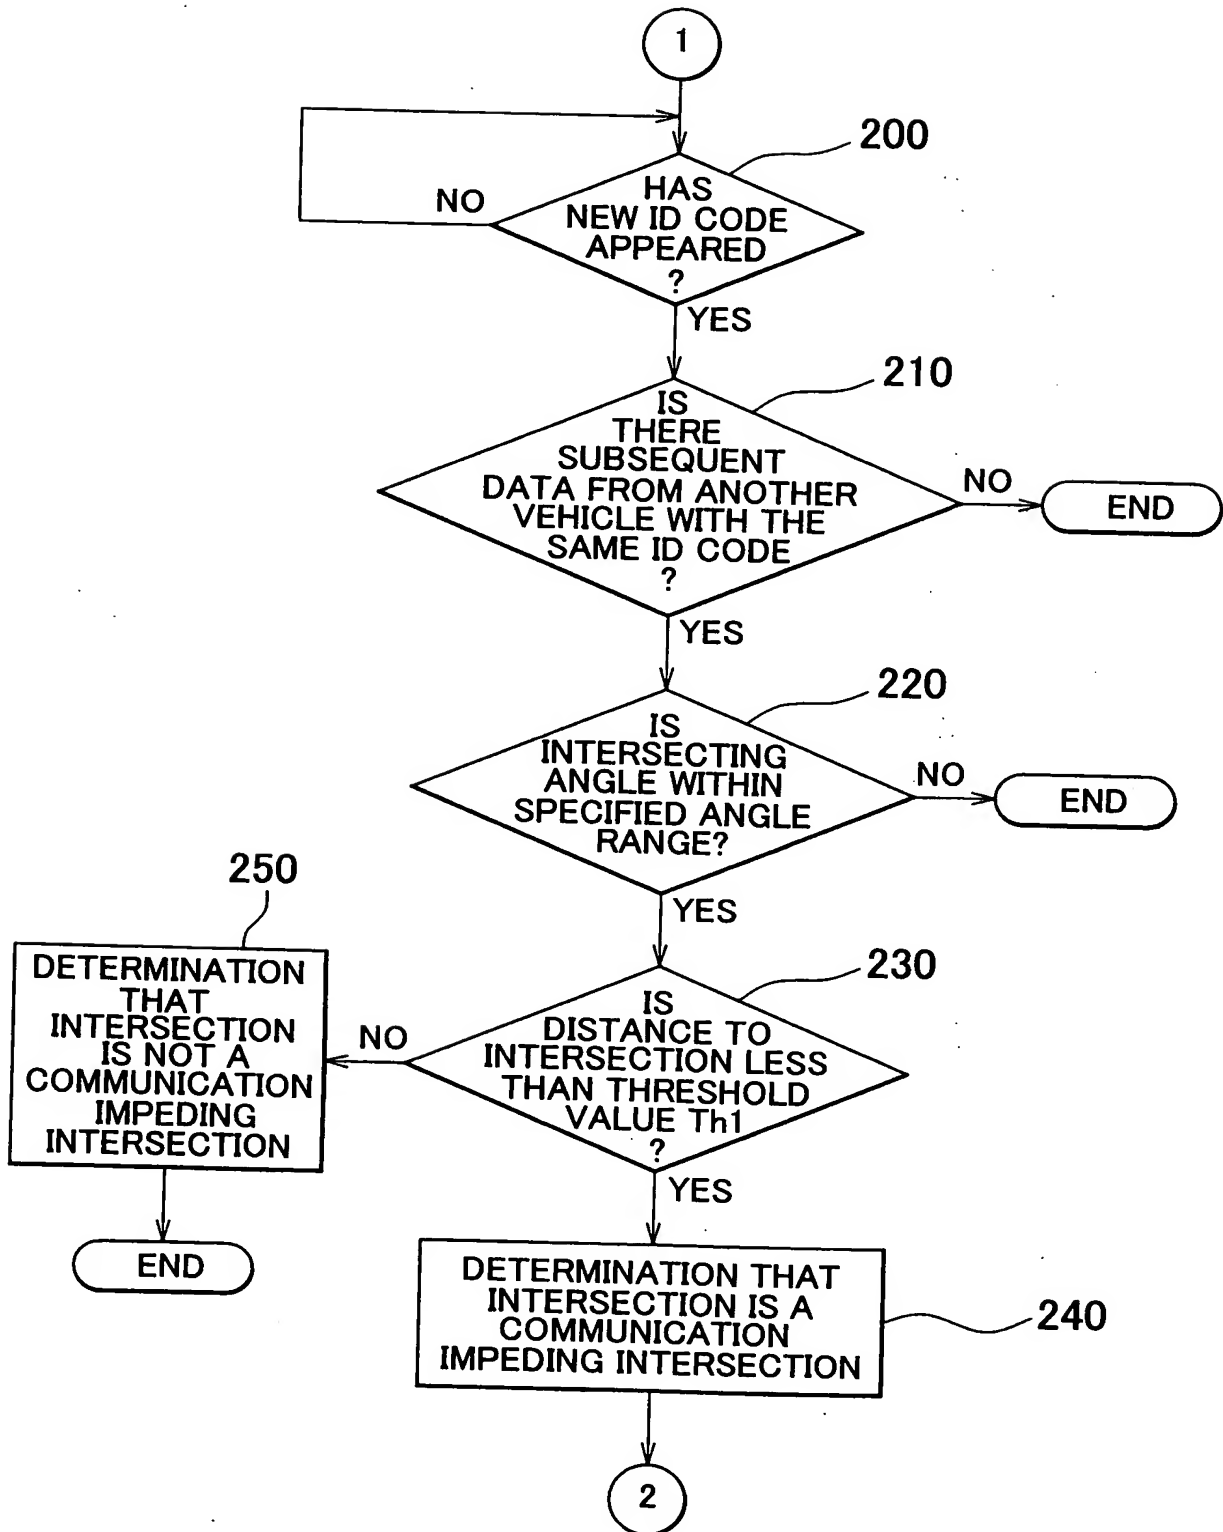 1
200
HAS
NEW ID CODE
APPEARED
?
NO
YES
210
IS
THERE
SUBSEQUENT
DATA FROM ANOTHER
VEHICLE WITH THE
SAME ID CODE
?
NO
END
YES
220
IS
INTERSECTING
ANGLE WITHIN
SPECIFIED ANGLE
RANGE?
NO
END
YES
230
IS
DISTANCE TO
INTERSECTION LESS
THAN THRESHOLD
VALUE Th1
?
NO
250
DETERMINATION
THAT
INTERSECTION
IS NOT A
COMMUNICATION
IMPEDING
INTERSECTION
END
YES
DETERMINATION THAT
INTERSECTION IS A
COMMUNICATION
IMPEDING INTERSECTION
240
2